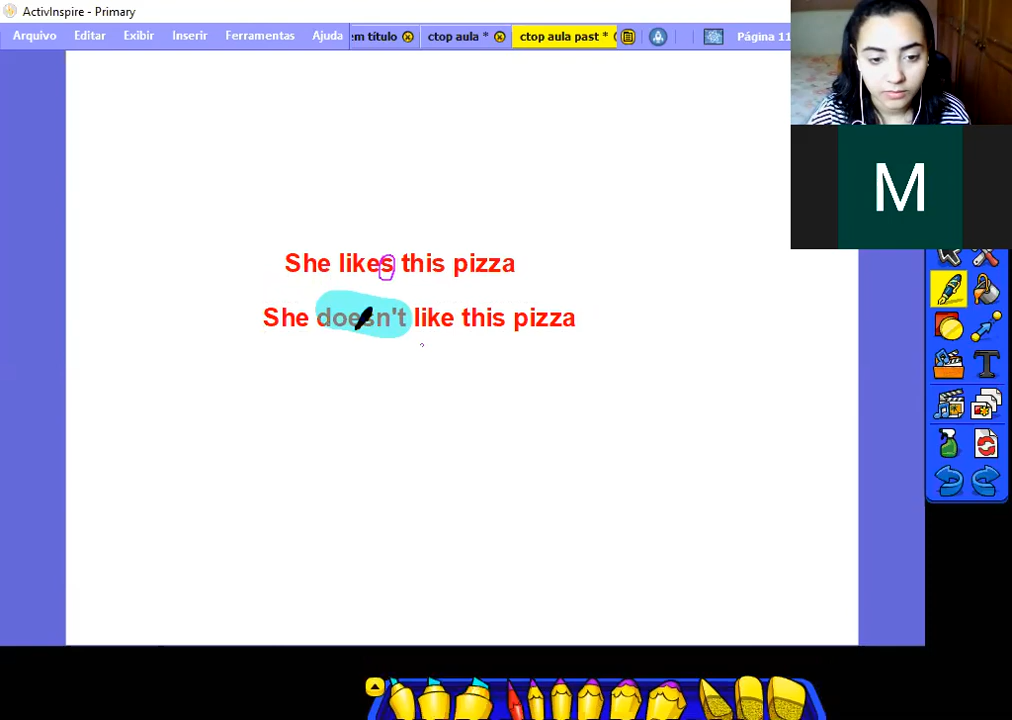 ActivInspire - Primary
Arquivo Editar Exibir Inserir Ferramentas Ajuda em título ctop aula * ctop aula past * Página 11
M
She likes this pizza
She doesn't like this pizza
T